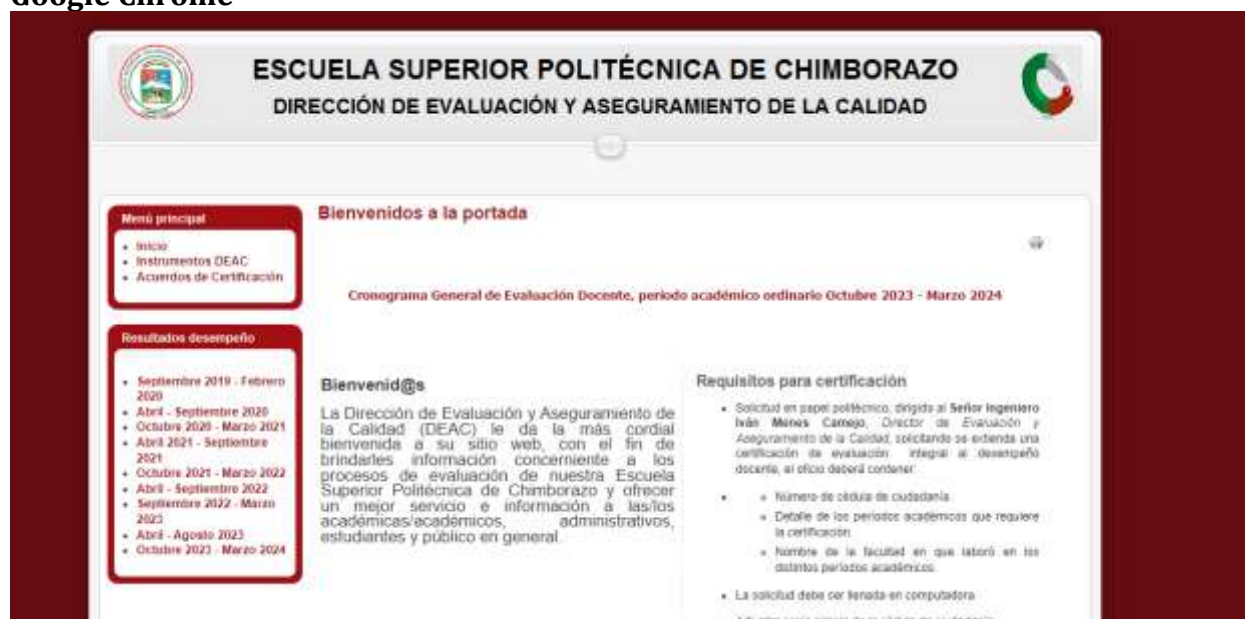 Google Chrome
ESCUELA SUPERIOR POLITÉCNICA DE CHIMBORAZO
DIRECCIÓN DE EVALUACIÓN Y ASEGURAMIENTO DE LA CALIDAD
Menú principal
Inicio
Instrumentos DEAC
Acuerdos de Certificación
Resultados desempeño
Septiembre 2019 - Febrero
2020
Abril - Septiembre 2020
Octubre 2020 - Marzo 2021
Abril 2021 - Septiembre
2021
Octubre 2021 - Marzo 2022
Abril - Septiembre 2022
Septiembre 2022 - Marzo
2023
Abril - Agosto 2023
Octubre 2023 - Marzo 2024
Bienvenidos a la portada
Cronograma General de Evaluación Docente, periodo académico ordinario Octubre 2023 - Marzo 2024
Bienvenid@s
La Dirección de Evaluación y Aseguramiento de
la Calidad (DEAC) le da la más cordial
bienvenida a su sitio web, con el fin de
brindarles información concerniente a los
procesos de evaluación de nuestra Escuela
Superior Politécnica de Chimborazo y ofrecer
un mejor servicio e información a las/los
académicas/académicos, administrativos,
estudiantes y público en general.
Requisitos para certificación
Solicitud en papel politécnico, dirigida al Señor Ingeniero
Iván Menes Camejo, Director de Evaluación y
Aseguramiento de la Calidad, solicitando se extienda una
certificación de evaluación integral al desempeño
docente, el oficio deberá contener:
Número de cédula de ciudadanía
Detalle de los periodos académicos que requiere
la certificación
Nombre de la facultad en que laboró en los
distintos periodos académicos.
La solicitud debe ser llenada en computadora